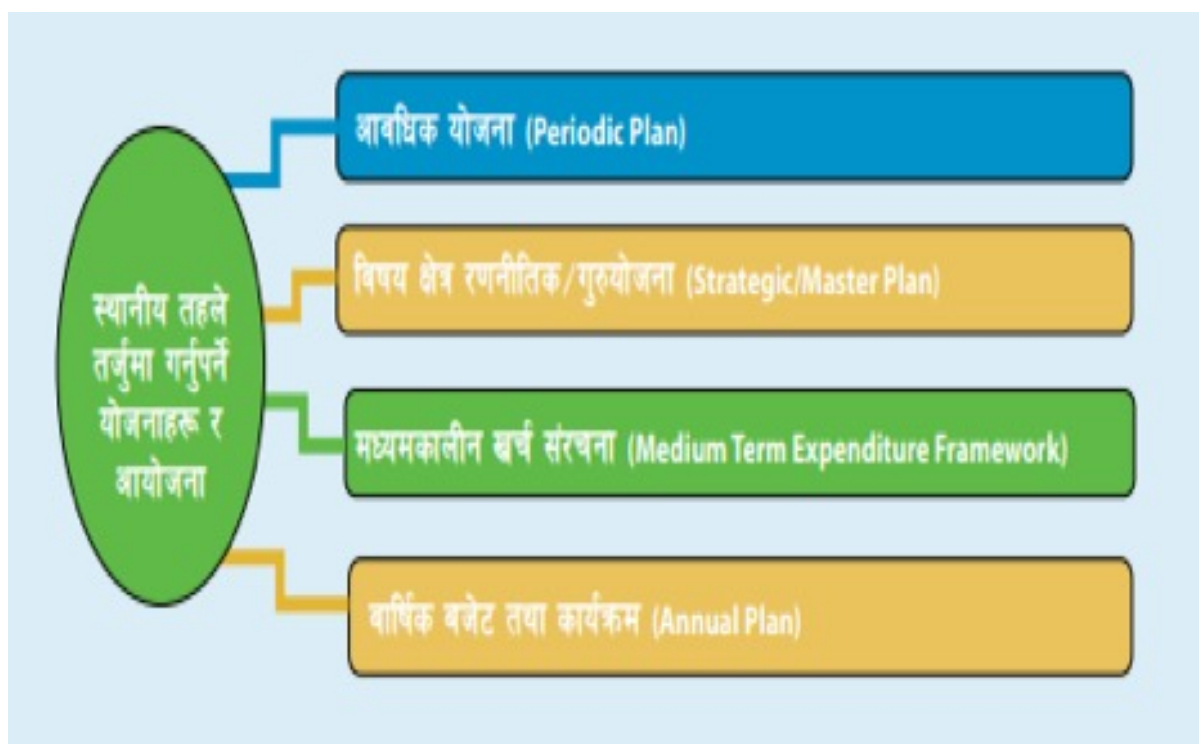 स्थानीय तहले
तर्जुमा गर्नुपर्ने
योजनाहरू र
आयोजना
आवधिक योजना (Periodic Plan)
विषय क्षेत्र रणनीतिक/गुरुयोजना (Strategic/Master Plan)
मध्यमकालीन खर्च संरचना (Medium Term Expenditure Framework)
बार्षिक बजेट तथा कार्यक्रम (Annual Plan)